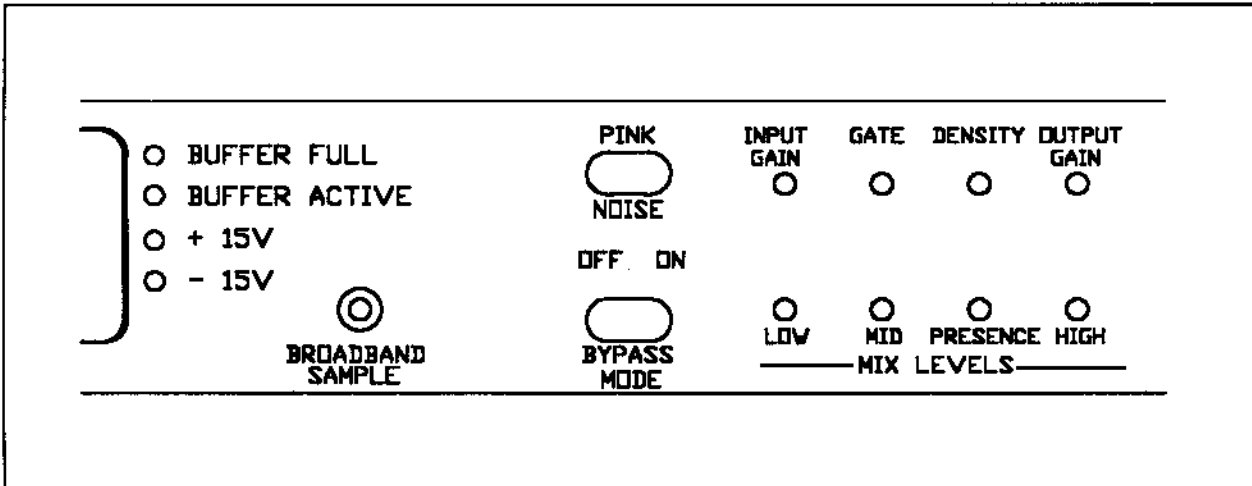 BUFFER FULL
BUFFER ACTIVE
+ 15V
- 15V
BROADBAND
SAMPLE
PINK
NOISE
OFF ON
BYPASS
MODE
INPUT
GAIN
GATE
DENSITY
OUTPUT
GAIN
LOW
MID
PRESENCE
HIGH
MIX LEVELS